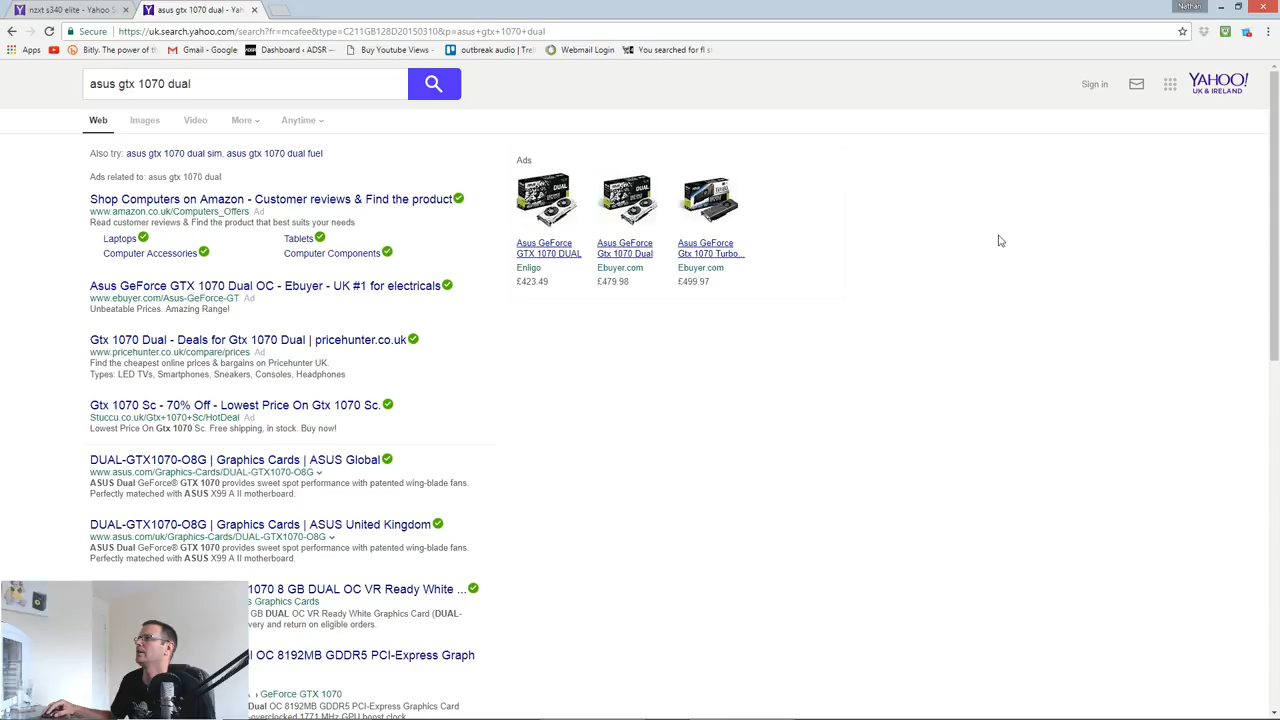 nzxt s340 elite - Yahoo S
asus gtx 1070 dual - Yah
Nathan
Secure
https://uk.search.yahoo.com/search?fr=mcafee&type=C211GB128D20150310&p=asus+gtx+1070+dual
Apps
Bitly. The power of th
Gmail - Google
Dashboard ‹ ADSR —
Buy Youtube Views -
outbreak audio | Trel
Webmail Login
You searched for fl st
asus gtx 1070 dual
Sign in
YAHOO!
UK & IRELAND
Web
Images
Video
More
Anytime
Also try: asus gtx 1070 dual sim, asus gtx 1070 dual fuel
Ads related to: asus gtx 1070 dual
Shop Computers on Amazon - Customer reviews & Find the product
www.amazon.co.uk/Computers_Offers Ad
Read customer reviews & Find the product that best suits your needs
Laptops
Tablets
Computer Accessories
Computer Components
Asus GeForce GTX 1070 Dual OC - Ebuyer - UK #1 for electricals
www.ebuyer.com/Asus-GeForce-GT Ad
Unbeatable Prices. Amazing Range!
Gtx 1070 Dual - Deals for Gtx 1070 Dual | pricehunter.co.uk
www.pricehunter.co.uk/compare/prices Ad
Find the cheapest online prices & bargains on Pricehunter UK.
Types: LED TVs, Smartphones, Sneakers, Consoles, Headphones
Gtx 1070 Sc - 70% Off - Lowest Price On Gtx 1070 Sc.
Stuccu.co.uk/Gtx+1070+Sc/HotDeal Ad
Lowest Price On Gtx 1070 Sc. Free shipping, in stock. Buy now!
DUAL-GTX1070-O8G | Graphics Cards | ASUS Global
www.asus.com/Graphics-Cards/DUAL-GTX1070-O8G
ASUS Dual GeForce® GTX 1070 provides sweet spot performance with patented wing-blade fans.
Perfectly mateched with ASUS X99 A II motherboard.
DUAL-GTX1070-O8G | Graphics Cards | ASUS United Kingdom
www.asus.com/uk/Graphics-Cards/DUAL-GTX1070-O8G
ASUS Dual GeForce® GTX 1070 provides sweet spot performance with patented wing-blade fans.
Perfectly mateched with ASUS X99 A II motherboard.
1070 8 GB DUAL OC VR Ready White ...
s Graphics Cards
GB DUAL OC VR Ready White Graphics Card (DUAL-
very and return on eligible orders.
OC 8192MB GDDR5 PCI-Express Graph
› GeForce GTX 1070
Dual OC 8192MB GDDR5 PCI-Express Graphics Card
-overclocked 1771 MHz GPU boost clock
Ads
Asus GeForce
GTX 1070 DUAL
Enligo
£423.49
Asus GeForce
Gtx 1070 Dual
Ebuyer.com
£479.98
Asus GeForce
Gtx 1070 Turbo...
Ebuyer.com
£499.97